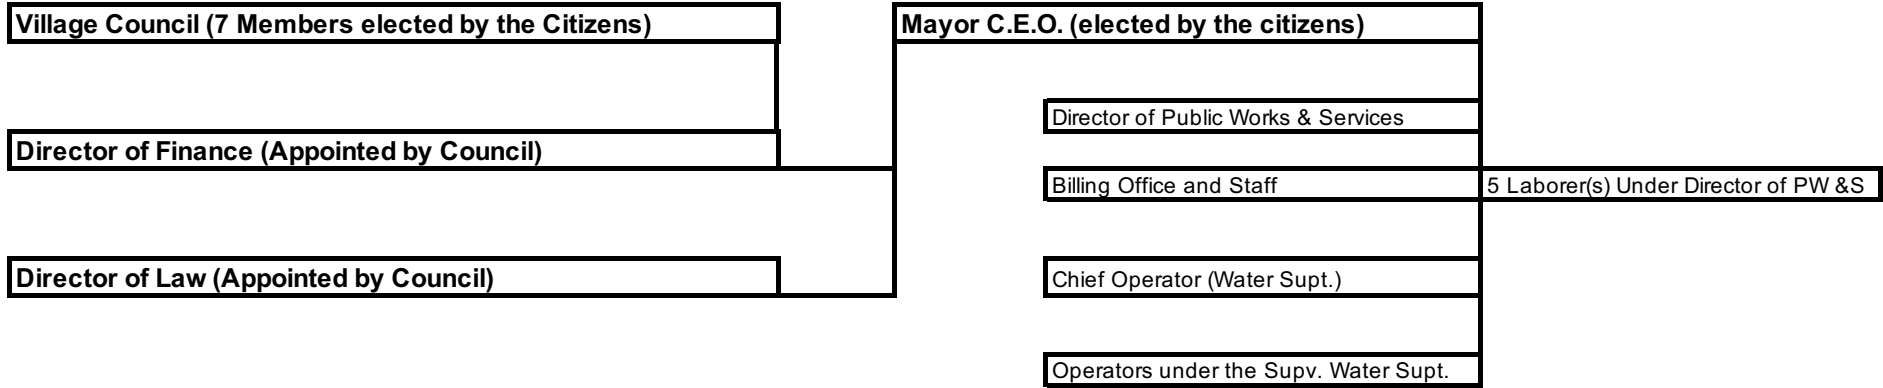 Village Council (7 Members elected by the Citizens)
Mayor C.E.O. (elected by the citizens)
Director of Public Works & Services
Director of Finance (Appointed by Council)
Billing Office and Staff
5 Laborer(s) Under Director of PW &S
Director of Law (Appointed by Council)
Chief Operator (Water Supt.)
Operators under the Supv. Water Supt.